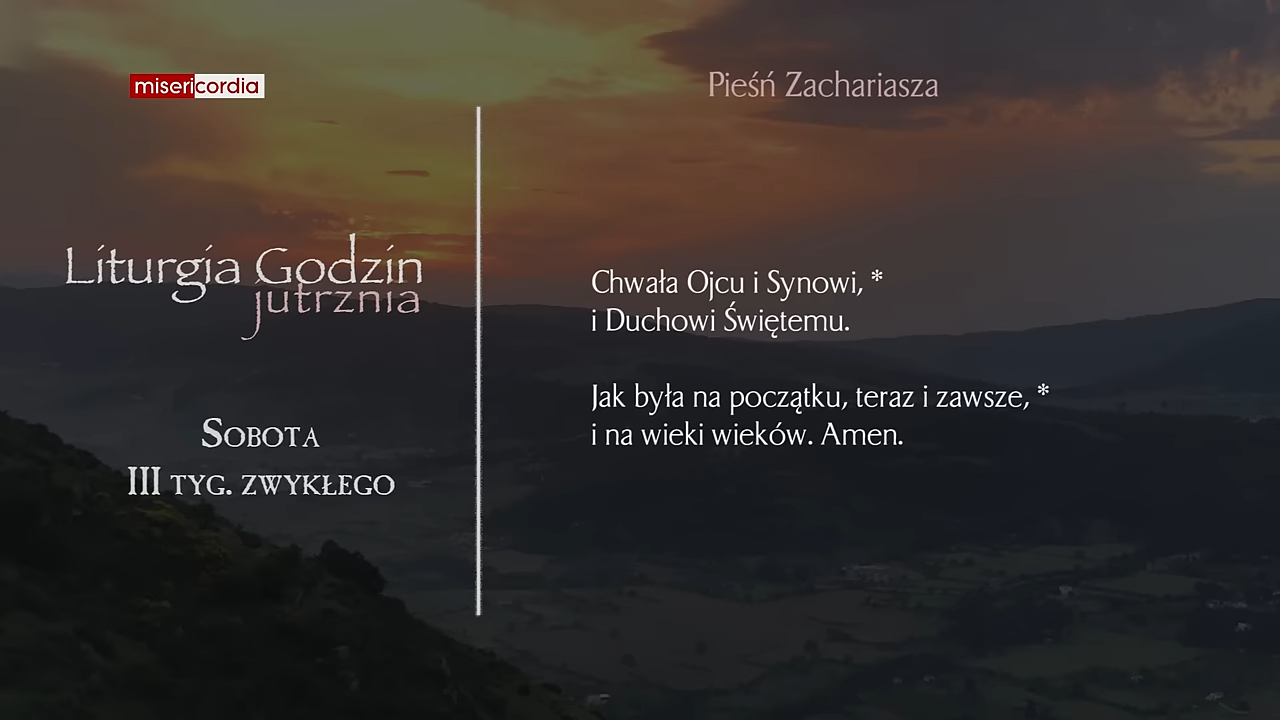 misericordia
Pieśń Zachariasza
Liturgia Godzin
jutrznia
Sobota
III tyg. zwykłego
Chwała Ojcu i Synowi, *
i Duchowi Świętemu.
Jak była na początku, teraz i zawsze, *
i na wieki wieków. Amen.